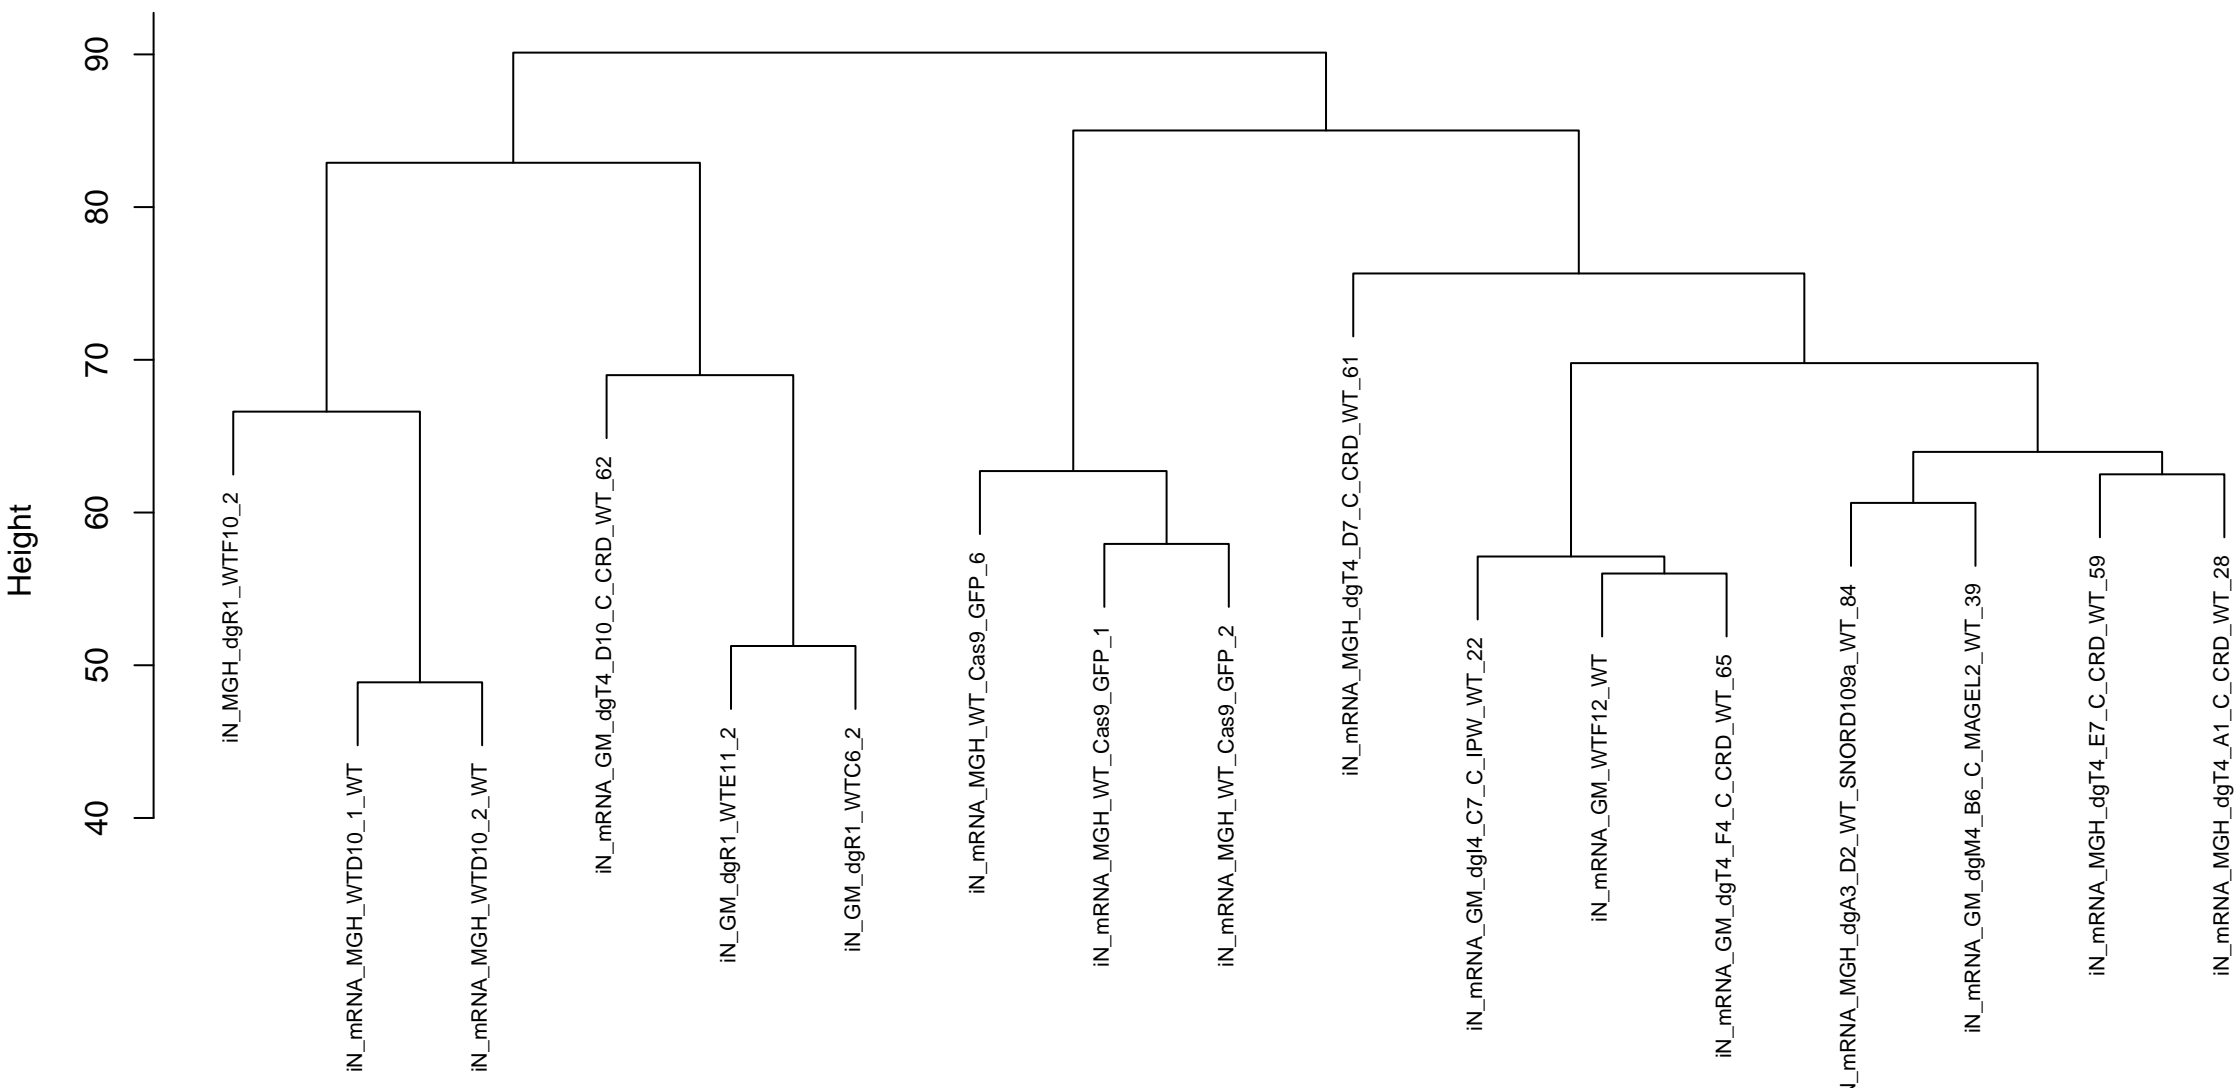 Height
90
80
70
60
50
40
iN_MGH_dgR1_WTF10_2
iN_mRNA_MGH_WTD10_1_WT
iN_mRNA_MGH_WTD10_2_WT
iN_mRNA_GM_dgT4_D10_C_CRD_WT_62
iN_GM_dgR1_WTE11_2
iN_GM_dgR1_WTC6_2
iN_mRNA_MGH_WT_Cas9_GFP_6
iN_mRNA_MGH_WT_Cas9_GFP_1
iN_mRNA_MGH_WT_Cas9_GFP_2
iN_mRNA_MGH_dgT4_D7_C_CRD_WT_61
iN_mRNA_GM_dgI4_C7_C_IPW_WT_22
iN_mRNA_GM_WTF12_WT
iN_mRNA_GM_dgT4_F4_C_CRD_WT_65
N_mRNA_MGH_dgA3_D2_WT_SNORD109a_WT_84
iN_mRNA_GM_dgM4_B6_C_MAGEL2_WT_39
iN_mRNA_MGH_dgT4_E7_C_CRD_WT_59
iN_mRNA_MGH_dgT4_A1_C_CRD_WT_28